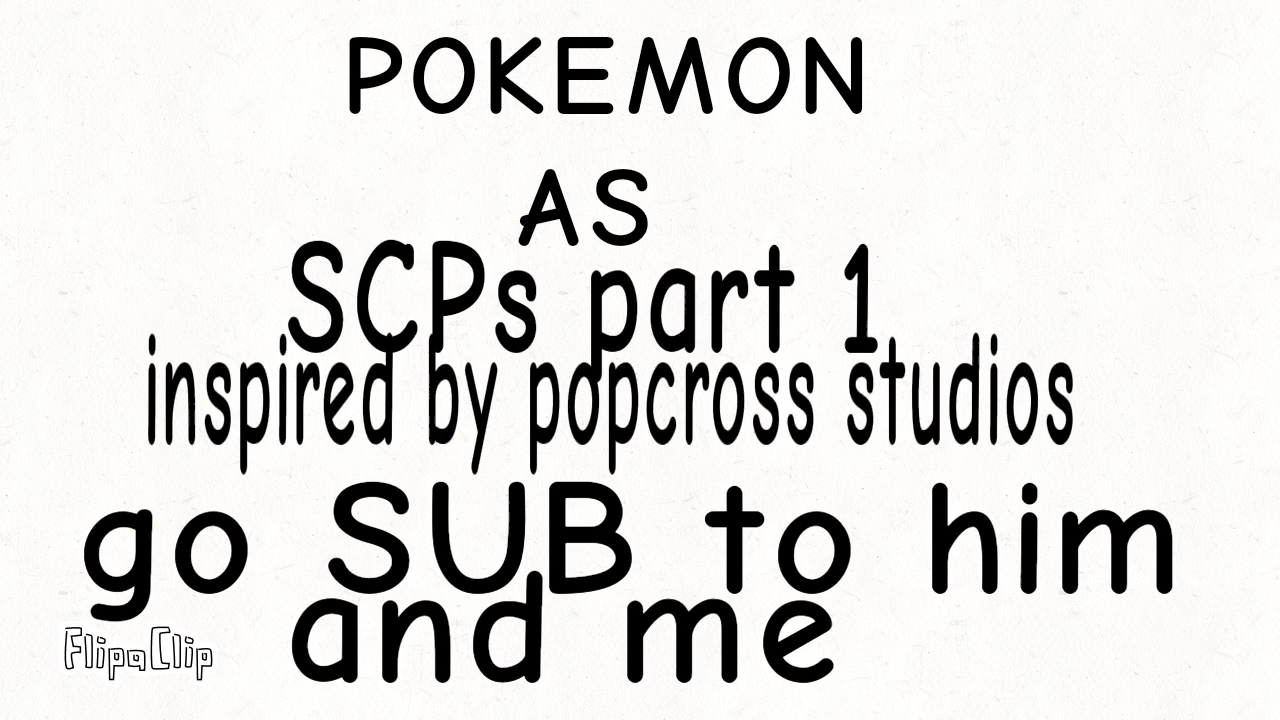 POKEMON
AS
SCPs part 1
inspired by popcross studios
go SUB to him
and me
FlipaClip